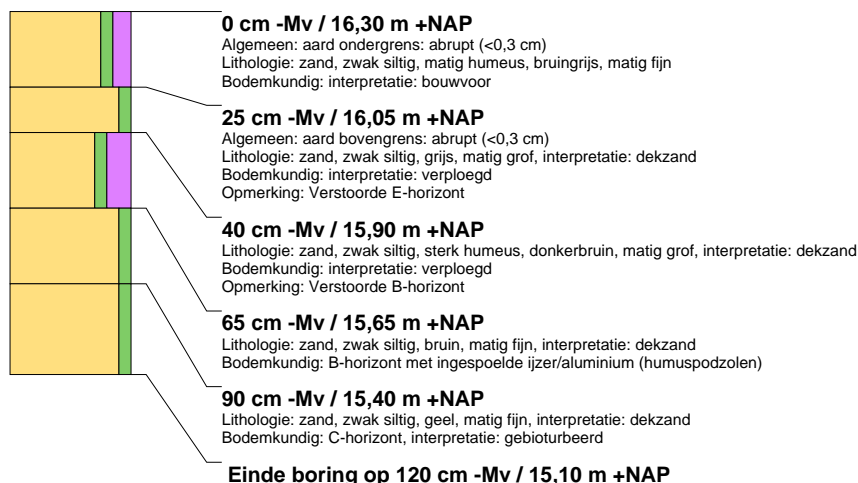 0 cm -Mv / 16,30 m +NAP
Algemeen: aard ondergrens: abrupt (<0,3 cm)
Lithologie: zand, zwak siltig, matig humeus, bruingrijs, matig fijn
Bodemkundig: interpretatie: bouwvoor
25 cm -Mv / 16,05 m +NAP
Algemeen: aard bovengrens: abrupt (<0,3 cm)
Lithologie: zand, zwak siltig, grijs, matig grof, interpretatie: dekzand
Bodemkundig: interpretatie: verploegd
Opmerking: Verstoorde E-horizont
40 cm -Mv / 15,90 m +NAP
Lithologie: zand, zwak siltig, sterk humeus, donkerbruin, matig grof, interpretatie: dekzand
Bodemkundig: interpretatie: verploegd
Opmerking: Verstoorde B-horizont
65 cm -Mv / 15,65 m +NAP
Lithologie: zand, zwak siltig, bruin, matig fijn, interpretatie: dekzand
Bodemkundig: B-horizont met ingespoelde ijzer/aluminium (humuspodzolen)
90 cm -Mv / 15,40 m +NAP
Lithologie: zand, zwak siltig, geel, matig fijn, interpretatie: dekzand
Bodemkundig: C-horizont, interpretatie: gebioturbeerd
Einde boring op 120 cm -Mv / 15,10 m +NAP